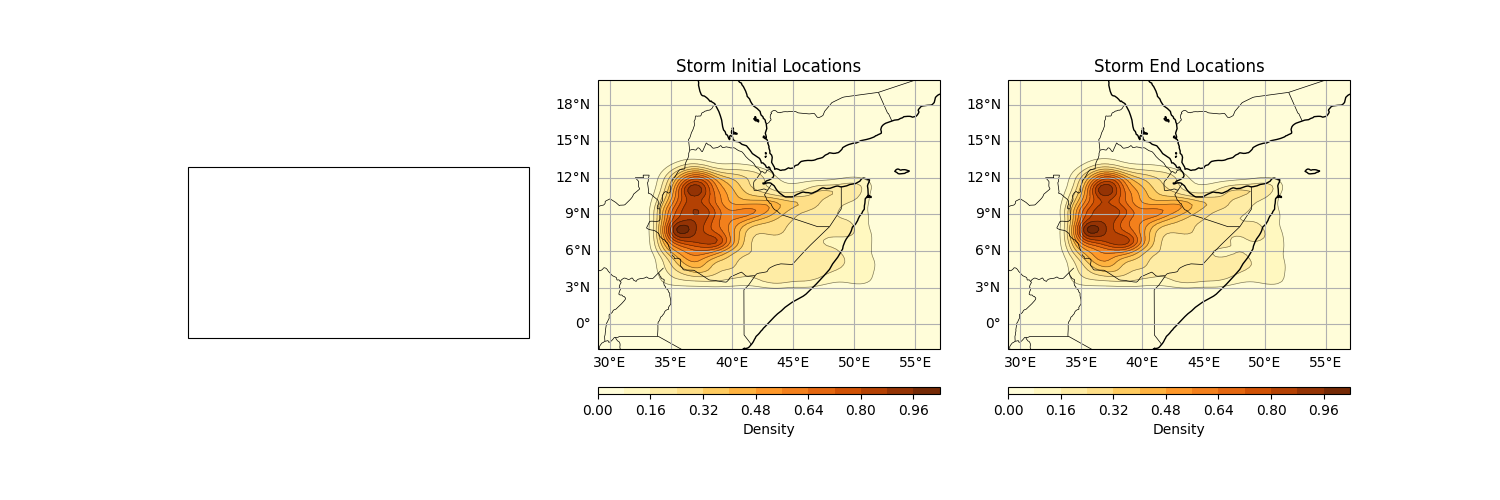 Storm Initial Locations
18°N
15°N
12°N
9°N
6°N
3°N
0°
30°E 35°E 40°E 45°E 50°E 55°E
0.00 0.16 0.32 0.48 0.64 0.80 0.96
Density
Storm End Locations
18°N
15°N
12°N
9°N
6°N
3°N
0°
30°E 35°E 40°E 45°E 50°E 55°E
0.00 0.16 0.32 0.48 0.64 0.80 0.96
Density